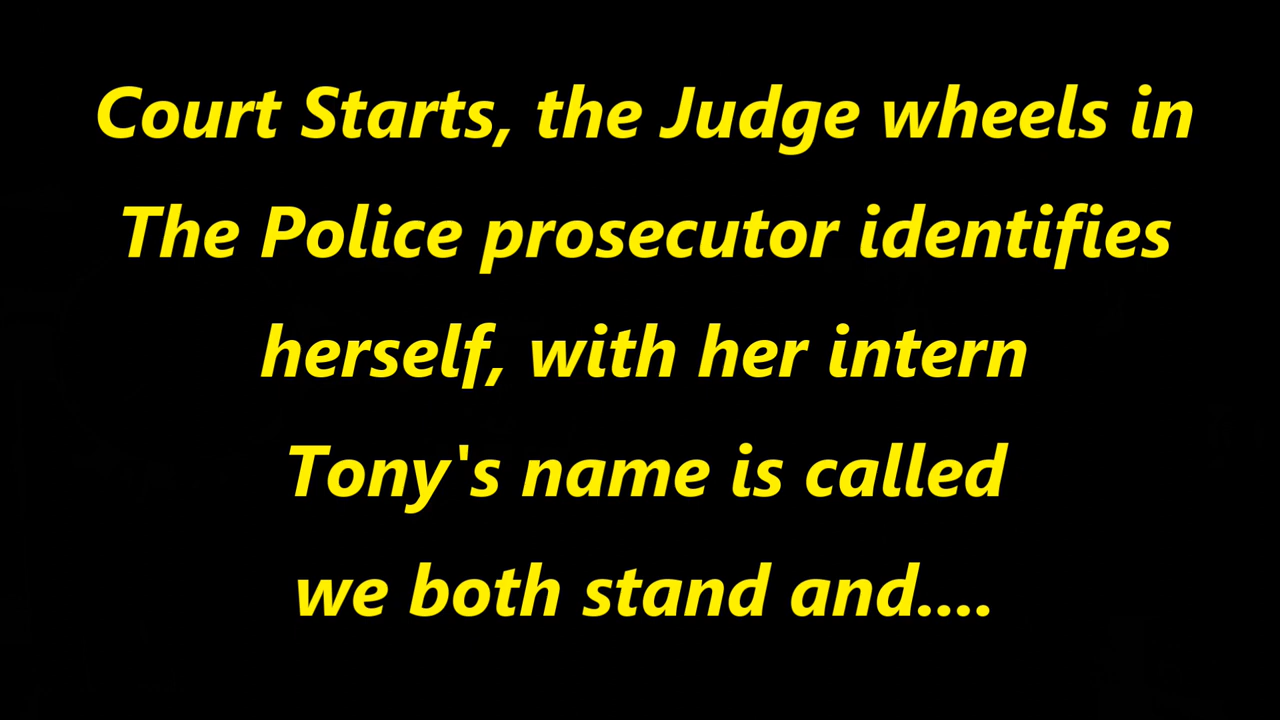 Court Starts, the Judge wheels in
The Police prosecutor identifies
herself, with her intern
Tony's name is called
we both stand and....